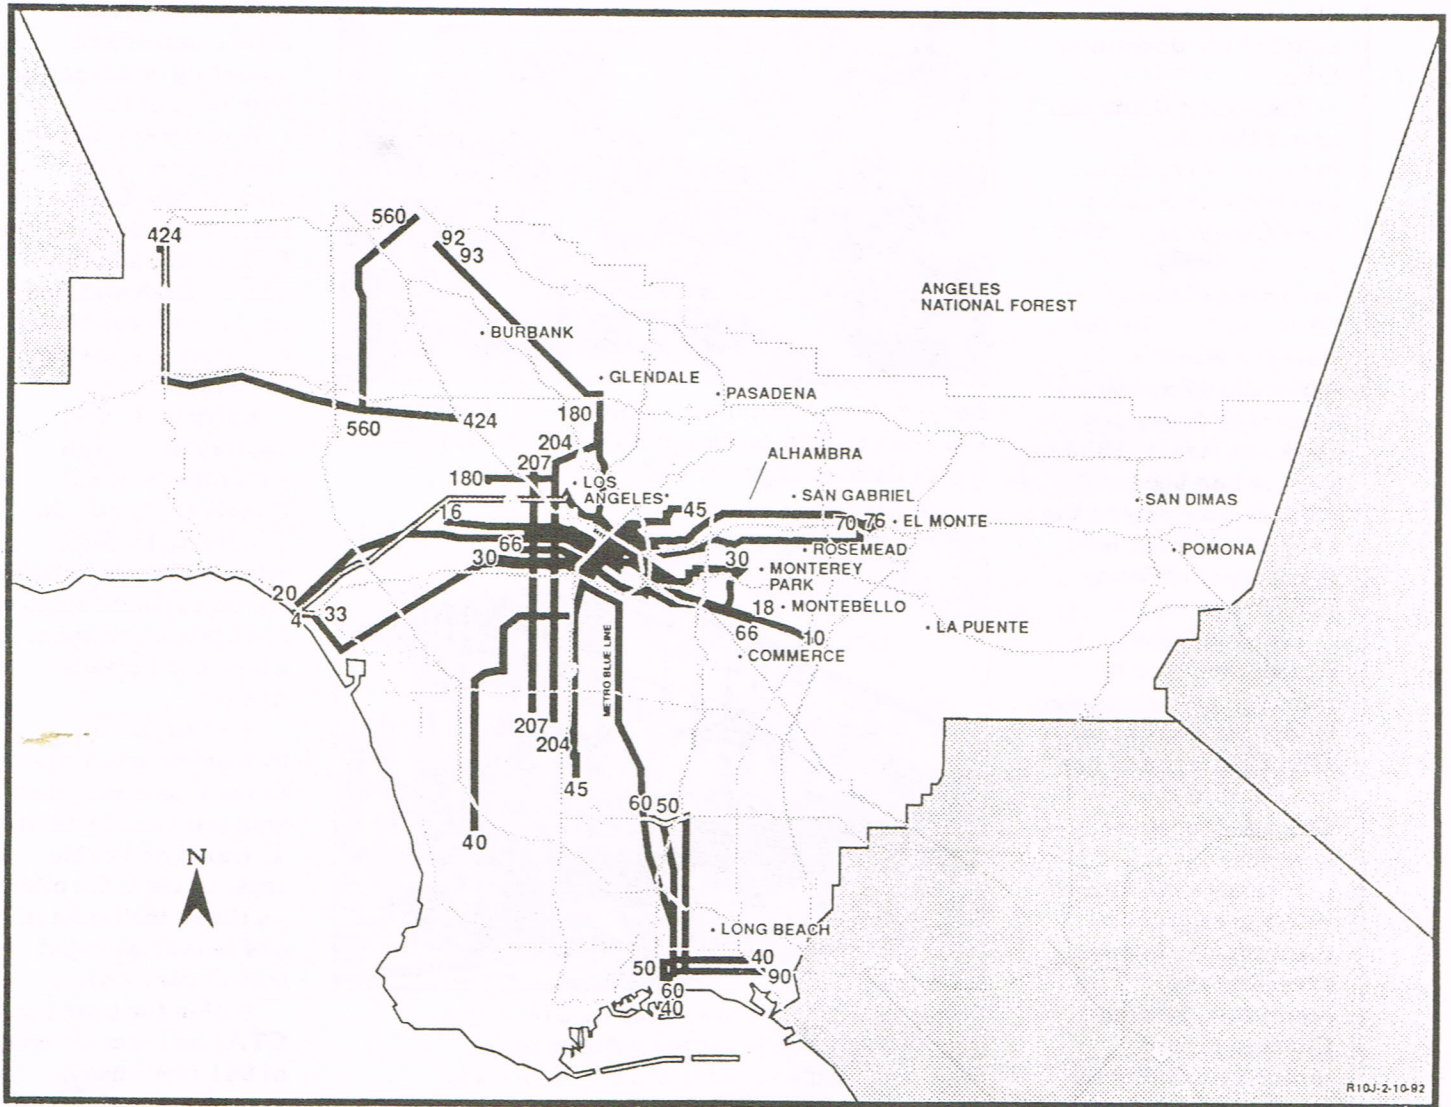 560
92
93
424
ANGELES
NATIONAL FOREST
BURBANK
GLENDALE
PASADENA
180
424
560
204
207
ALHAMBRA
180
LOS
ANGELES
SAN GABRIEL
SAN DIMAS
45
16
70
76
EL MONTE
66
ROSEMEAD
POMONA
30
30
MONTEREY
PARK
20
4
33
18
MONTEBELLO
66
10
LA PUENTE
COMMERCE
METRO BLUE LINE
207
204
45
60
50
40
N
LONG BEACH
40
50
90
60
40
R10J-2-10-92